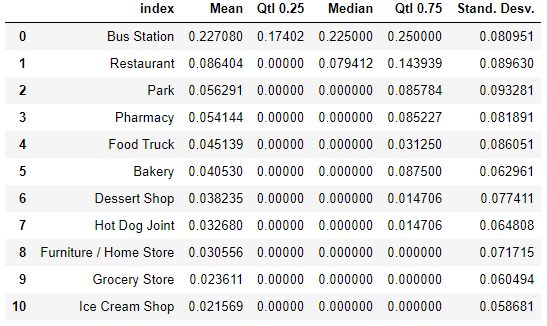 index Mean Qtl 0.25 Median Qtl 0.75 Stand. Desv.
0 Bus Station 0.227080 0.17402 0.225000 0.250000 0.080951
1 Restaurant 0.086404 0.00000 0.079412 0.143939 0.089630
2 Park 0.056291 0.00000 0.000000 0.085784 0.093281
3 Pharmacy 0.054144 0.00000 0.000000 0.085227 0.081891
4 Food Truck 0.045139 0.00000 0.000000 0.031250 0.086051
5 Bakery 0.040530 0.00000 0.000000 0.087500 0.062961
6 Dessert Shop 0.038235 0.00000 0.000000 0.014706 0.077411
7 Hot Dog Joint 0.032680 0.00000 0.000000 0.014706 0.064808
8 Furniture / Home Store 0.030556 0.00000 0.000000 0.000000 0.071715
9 Grocery Store 0.023611 0.00000 0.000000 0.000000 0.060494
10 Ice Cream Shop 0.021569 0.00000 0.000000 0.000000 0.058681